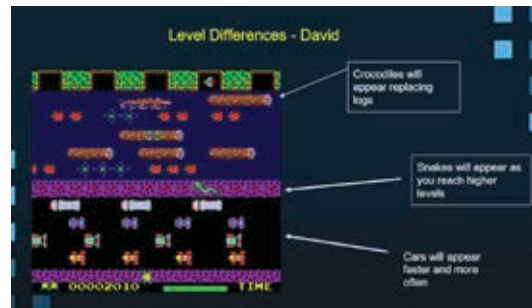 Level Differences - David
Crocodiles will
appear replacing
logs
Snakes will appear as
you reach higher
levels
Cars will appear
faster and more
often
00002010
TIME